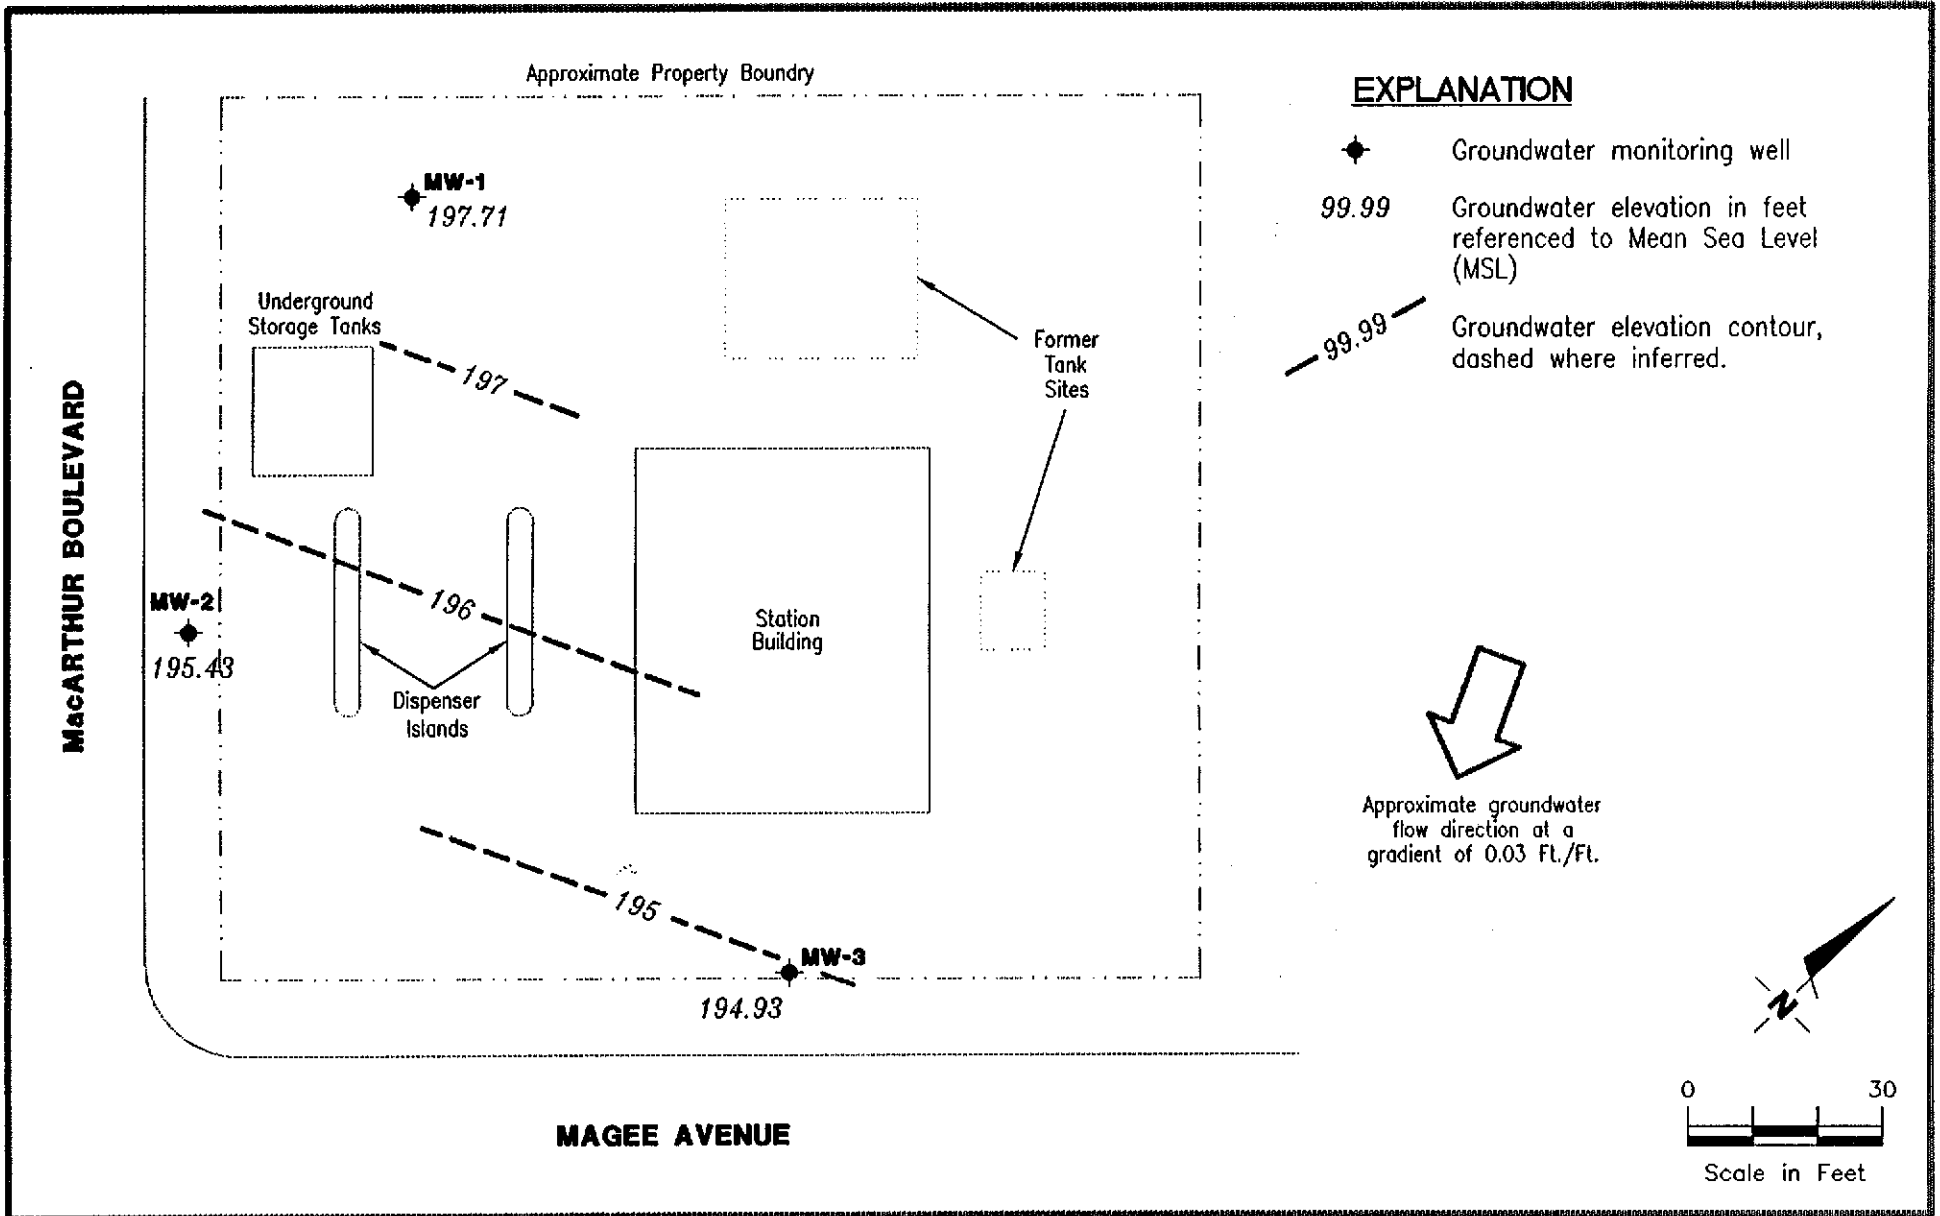 Approximate Property Boundry
EXPLANATION
Groundwater monitoring well
99.99
Groundwater elevation in feet
referenced to Mean Sea Level
(MSL)
99.99
Groundwater elevation contour,
dashed where inferred.
MW-1
197.71
Underground
Storage Tanks
197
Former
Tank
Sites
MacARTHUR BOULEVARD
MW-2
195.43
196
Dispenser
Islands
Station
Building
195
MW-3
194.93
Approximate groundwater
flow direction at a
gradient of 0.03 Ft./Ft.
N
0 30
Scale in Feet
MAGEE AVENUE